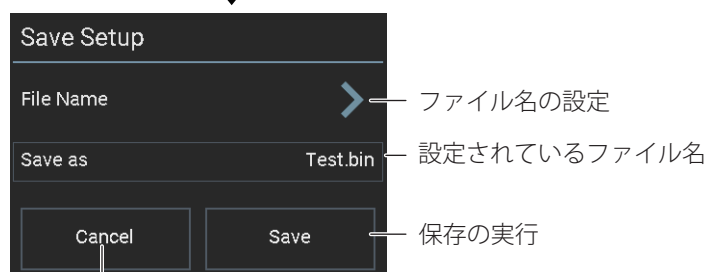 Save Setup
File Name
ファイル名の設定
Save as Test.bin
設定されているファイル名
Cancel Save
保存の実行